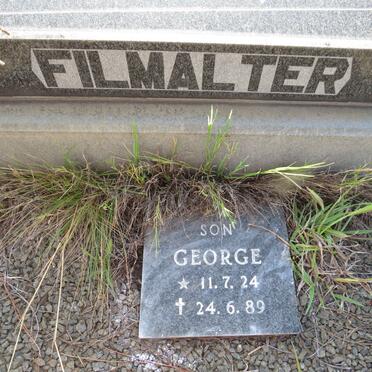 FILMALTER
SON
GEORGE
* 11.7.24
† 24.6.89